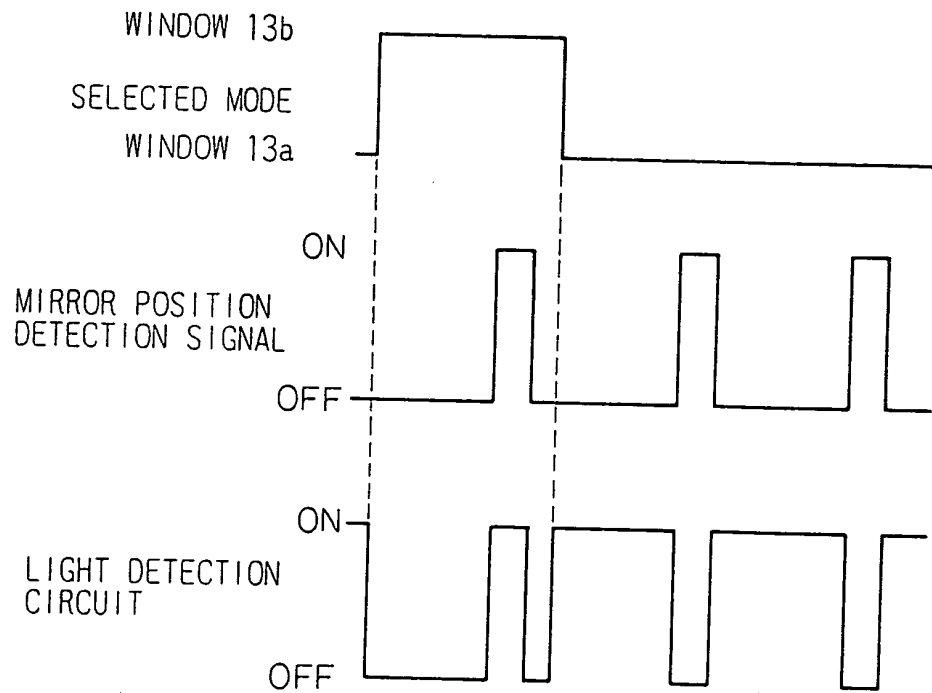 WINDOW 13b
SELECTED MODE
WINDOW 13a
ON
MIRROR POSITION
DETECTION SIGNAL
OFF
ON
LIGHT DETECTION
CIRCUIT
OFF